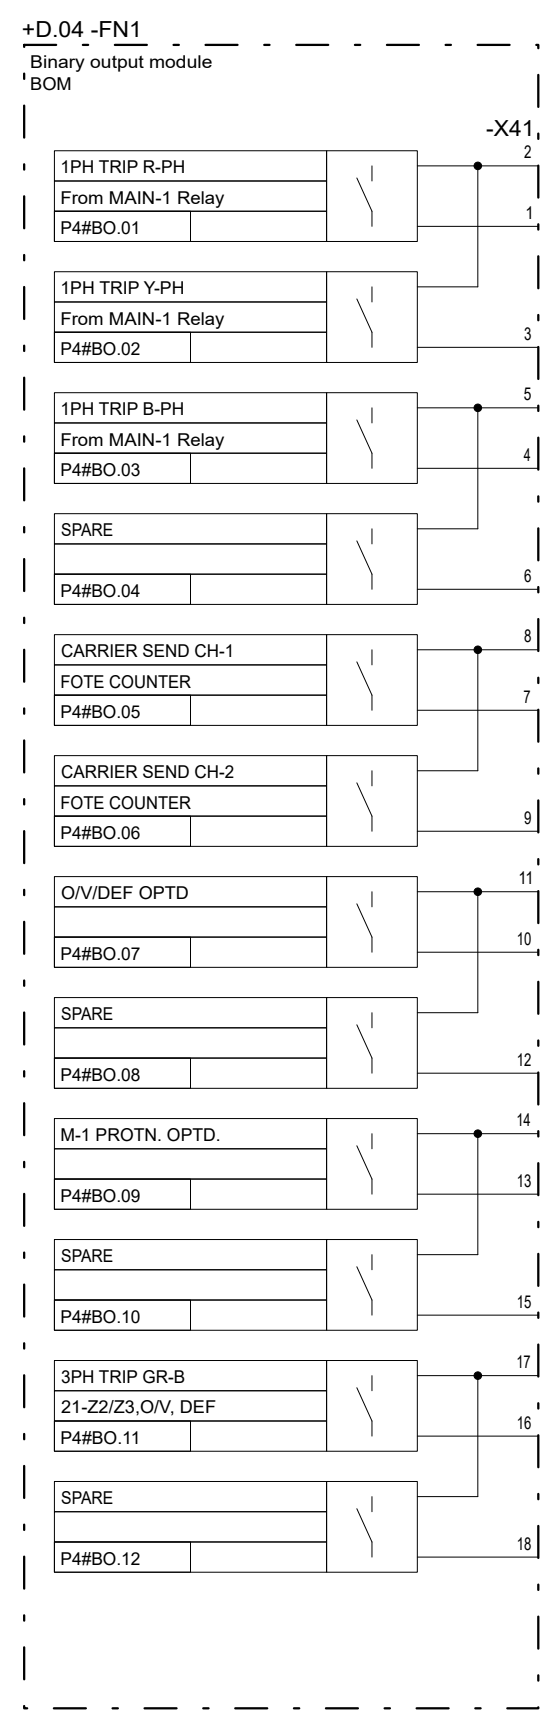 +D.04 -FN1
Binary output module
BOM
-X41
2
1PH TRIP R-PH
From MAIN-1 Relay
1
P4#BO.01
1PH TRIP Y-PH
From MAIN-1 Relay
3
P4#BO.02
5
1PH TRIP B-PH
From MAIN-1 Relay
4
P4#BO.03
SPARE
6
P4#BO.04
8
CARRIER SEND CH-1
FOTE COUNTER
7
P4#BO.05
CARRIER SEND CH-2
FOTE COUNTER
9
P4#BO.06
11
O/V/DEF OPTD
10
P4#BO.07
SPARE
12
P4#BO.08
14
M-1 PROTN. OPTD.
13
P4#BO.09
SPARE
15
P4#BO.10
17
3PH TRIP GR-B
21-Z2/Z3,O/V, DEF
16
P4#BO.11
SPARE
18
P4#BO.12